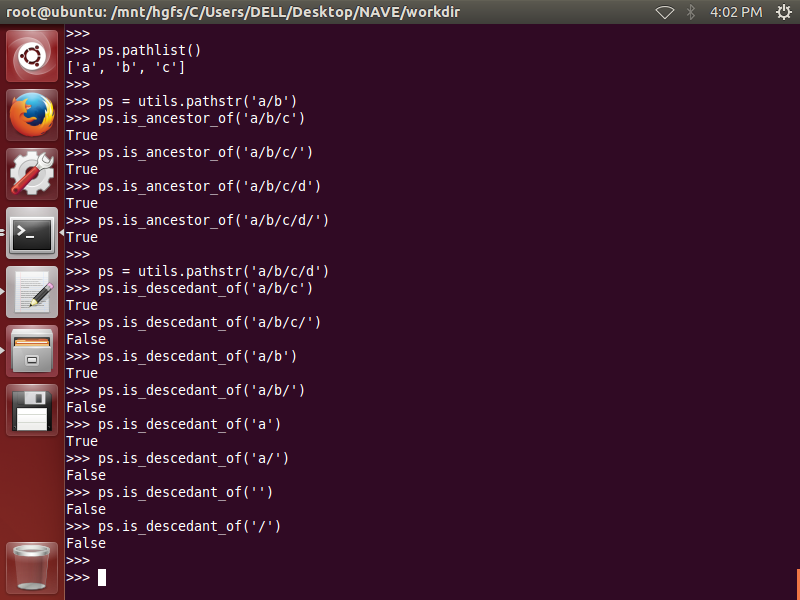 root@ubuntu: /mnt/hgfs/C/Users/DELL/Desktop/NAVE/workdir
4:02 PM
>>>
>>> ps.pathlist()
['a', 'b', 'c']
>>>
>>> ps = utils.pathstr('a/b')
>>> ps.is_ancestor_of('a/b/c')
True
>>> ps.is_ancestor_of('a/b/c/')
True
>>> ps.is_ancestor_of('a/b/c/d')
True
>>> ps.is_ancestor_of('a/b/c/d/')
True
>>>
>>> ps = utils.pathstr('a/b/c/d')
>>> ps.is_descedant_of('a/b/c')
True
>>> ps.is_descedant_of('a/b/c/')
False
>>> ps.is_descedant_of('a/b')
True
>>> ps.is_descedant_of('a/b/')
False
>>> ps.is_descedant_of('a')
True
>>> ps.is_descedant_of('a/')
False
>>> ps.is_descedant_of('')
False
>>> ps.is_descedant_of('/')
False
>>>
>>>